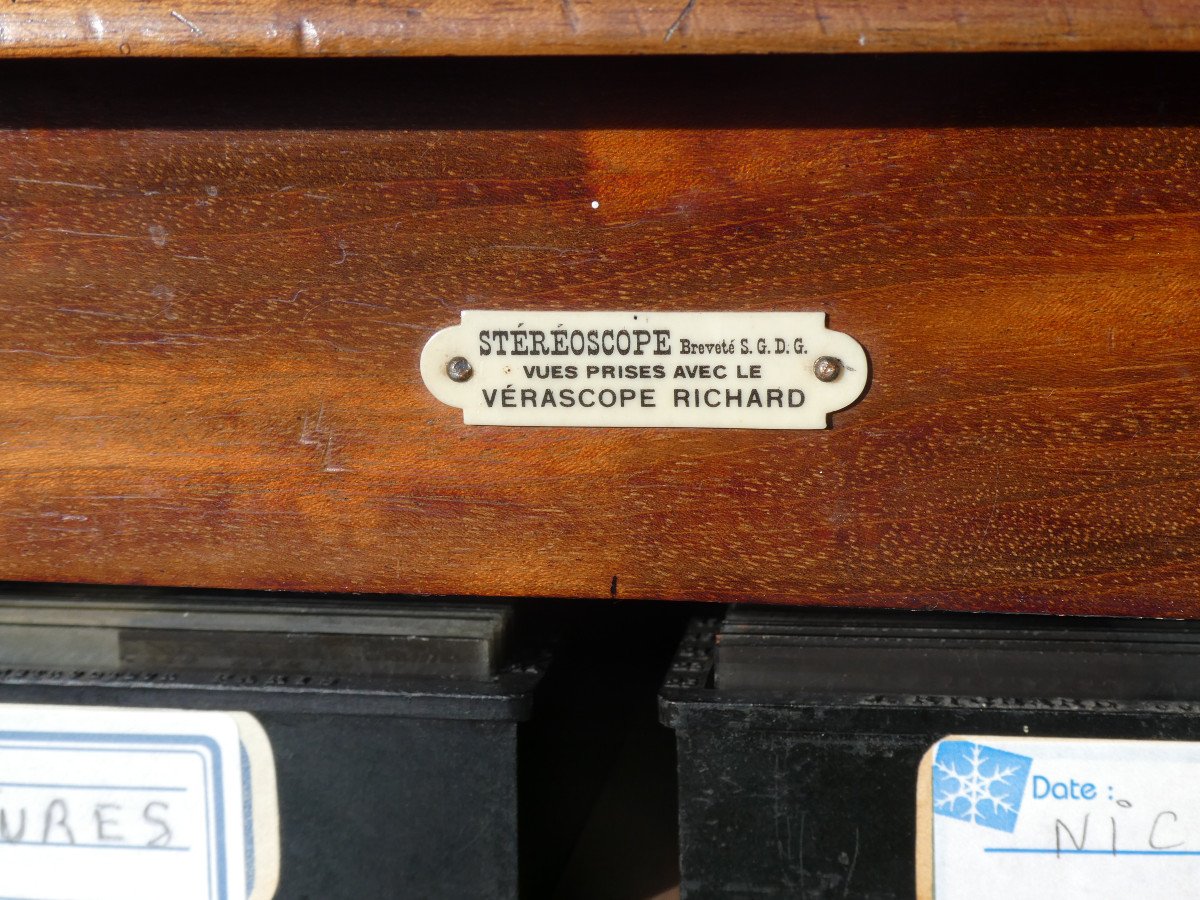 STÉRÉOSCOPE Breveté S. G. D. G.
VUES PRISES AVEC LE
VÉRASCOPE RICHARD
URES
Date :
NiC